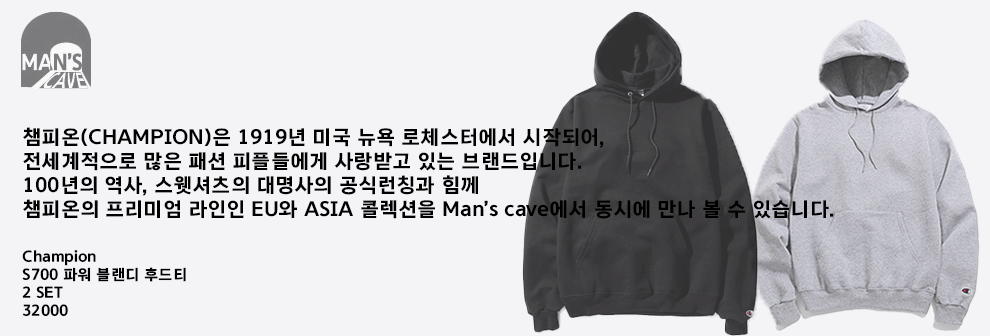 MAN'S
CAVE
챔피온(CHAMPION)은 1919년 미국 뉴욕 로체스터에서 시작되어,
전세계적으로 많은 패션 피플들에게 사랑받고 있는 브랜드입니다.
100년의 역사, 스웻셔츠의 대명사의 공식런칭과 힘께
챔피온의 프리미엄 라인인 EU와 ASIA 콜렉션을 Man's cave에서 동시에 만나 볼 수 있습니다.
Champion
S700 파워 블랜디 후드티
2 SET
32000